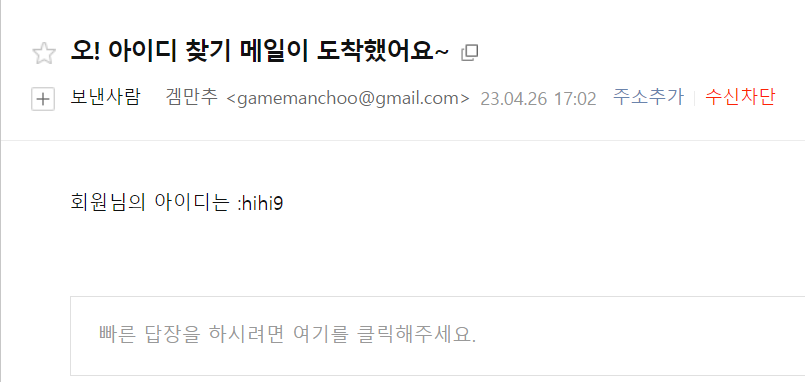 오! 아이디 찾기 메일이 도착했어요~
보낸사람 겜만추 <gamemanchoo@gmail.com> 23.04.26 17:02 주소추가 수신차단
회원님의 아이디는 :hihi9
빠른 답장을 하시려면 여기를 클릭해주세요.